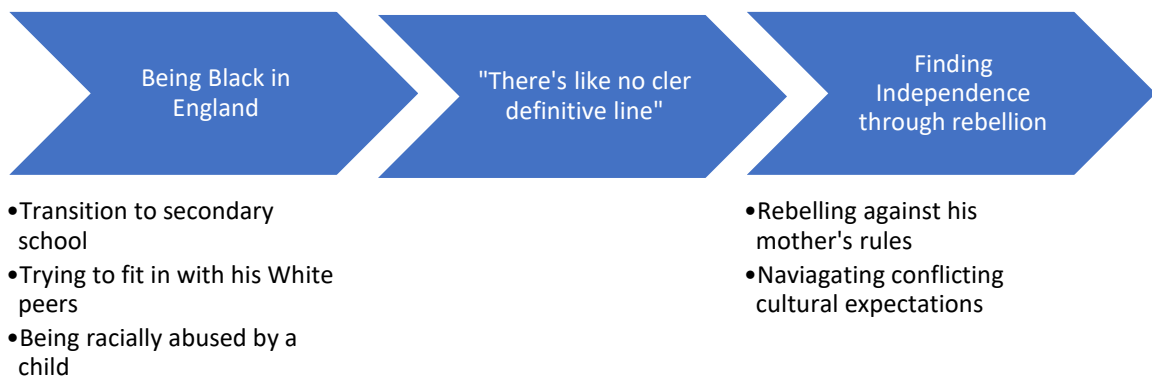 Being Black in
England
"There's like no cler
definitive line"
Finding
Independence
through rebellion
•Transition to secondary
school
•Trying to fit in with his White
peers
•Being racially abused by a
child
•Rebelling against his
mother's rules
•Naviagating conflicting
cultural expectations